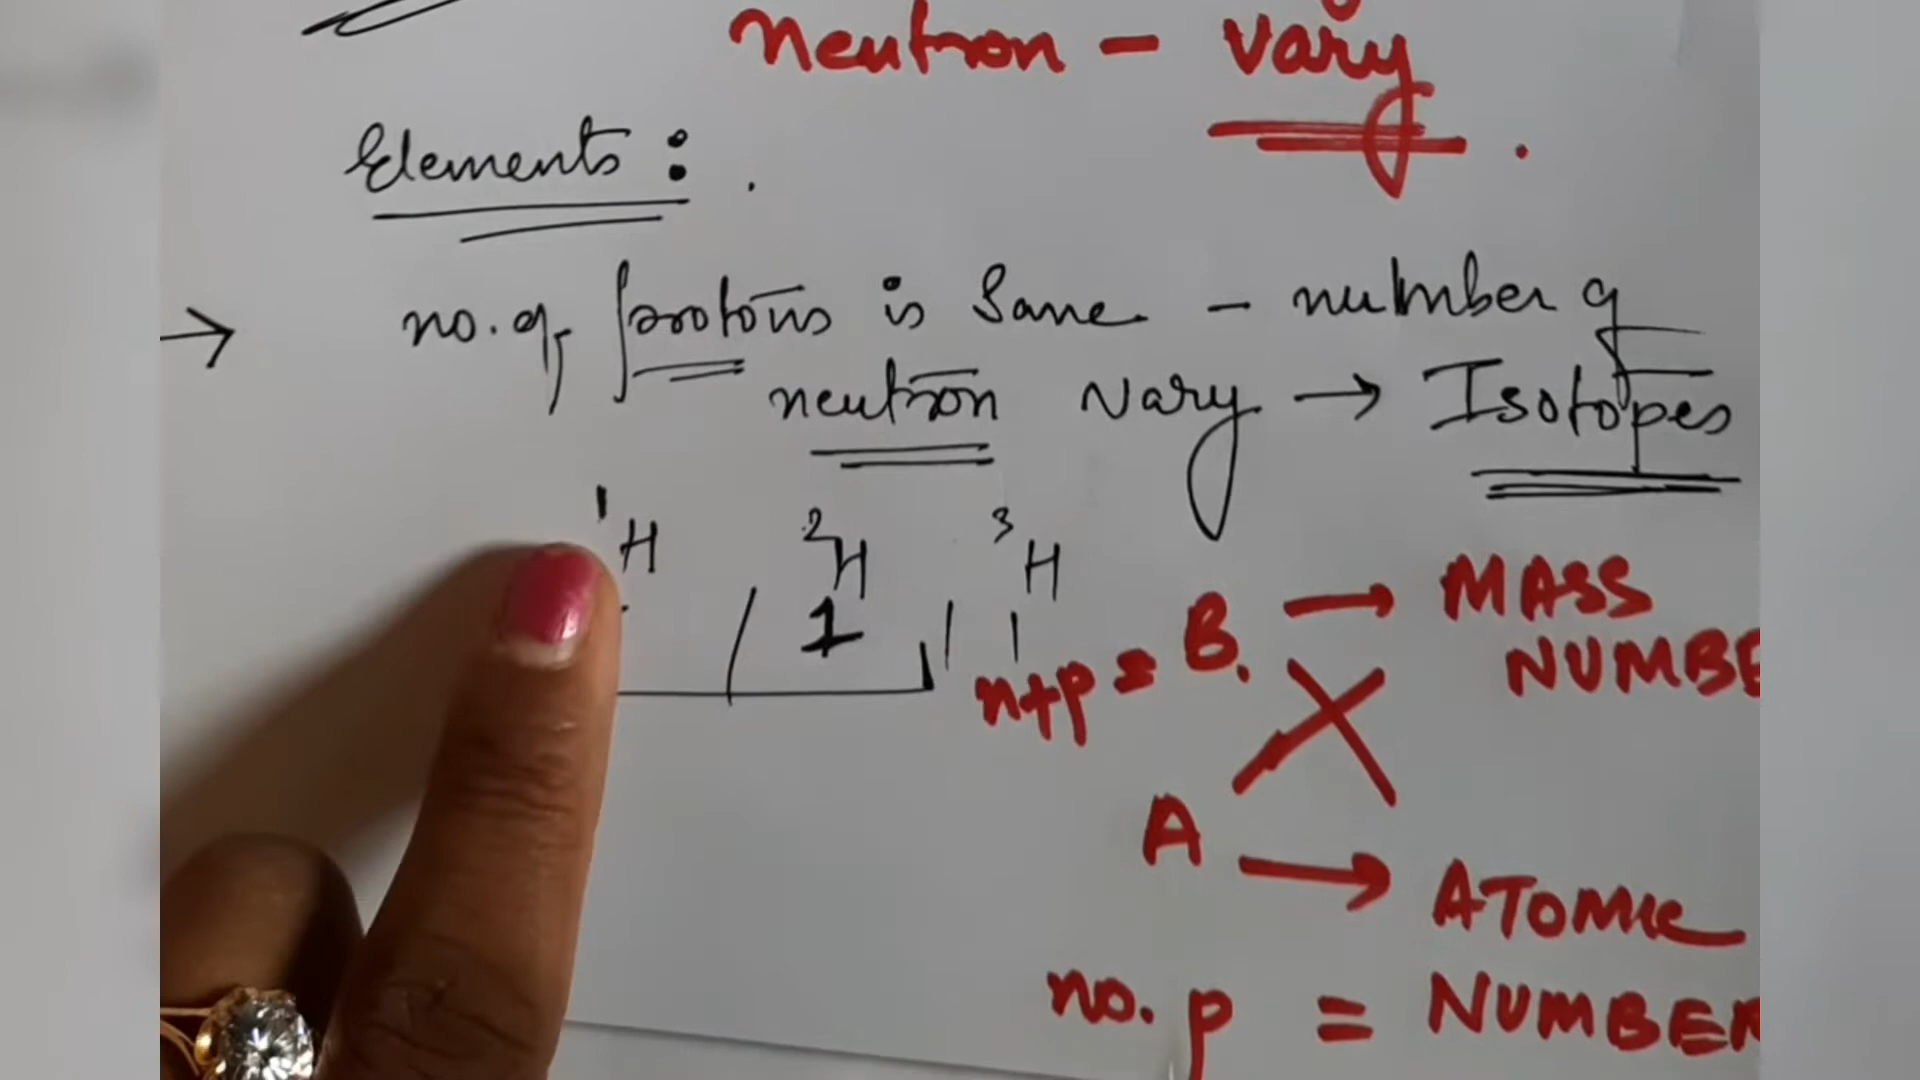 neutron - vary.
Elements:
→ no. of protons is same - number of
neutron vary → Isotopes
1H 2H 3H
1 1
n+p = B. → MASS
NUMBE
A → ATOMIC
no. p = NUMBER